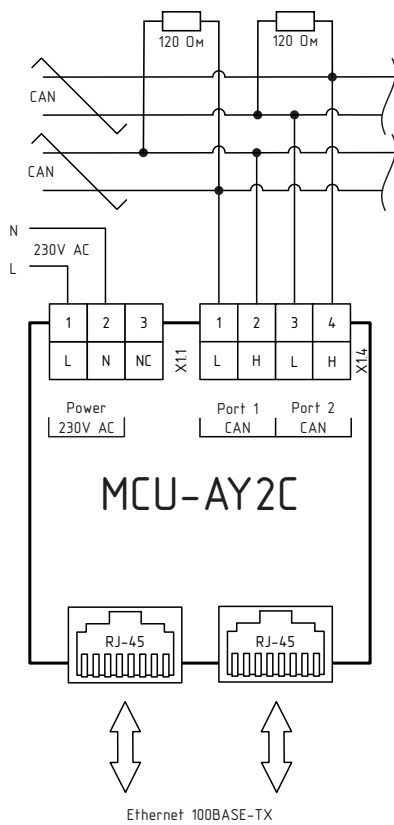 120 Ом 120 Ом
CAN
CAN
N
230V AC
L
1 2 3 1 2 3 4
L N NC X1.1 L H L H X1.4
Power Port 1 Port 2
230V AC CAN CAN
MCU-AY2C
RJ-45 RJ-45
Ethernet 100BASE-TX